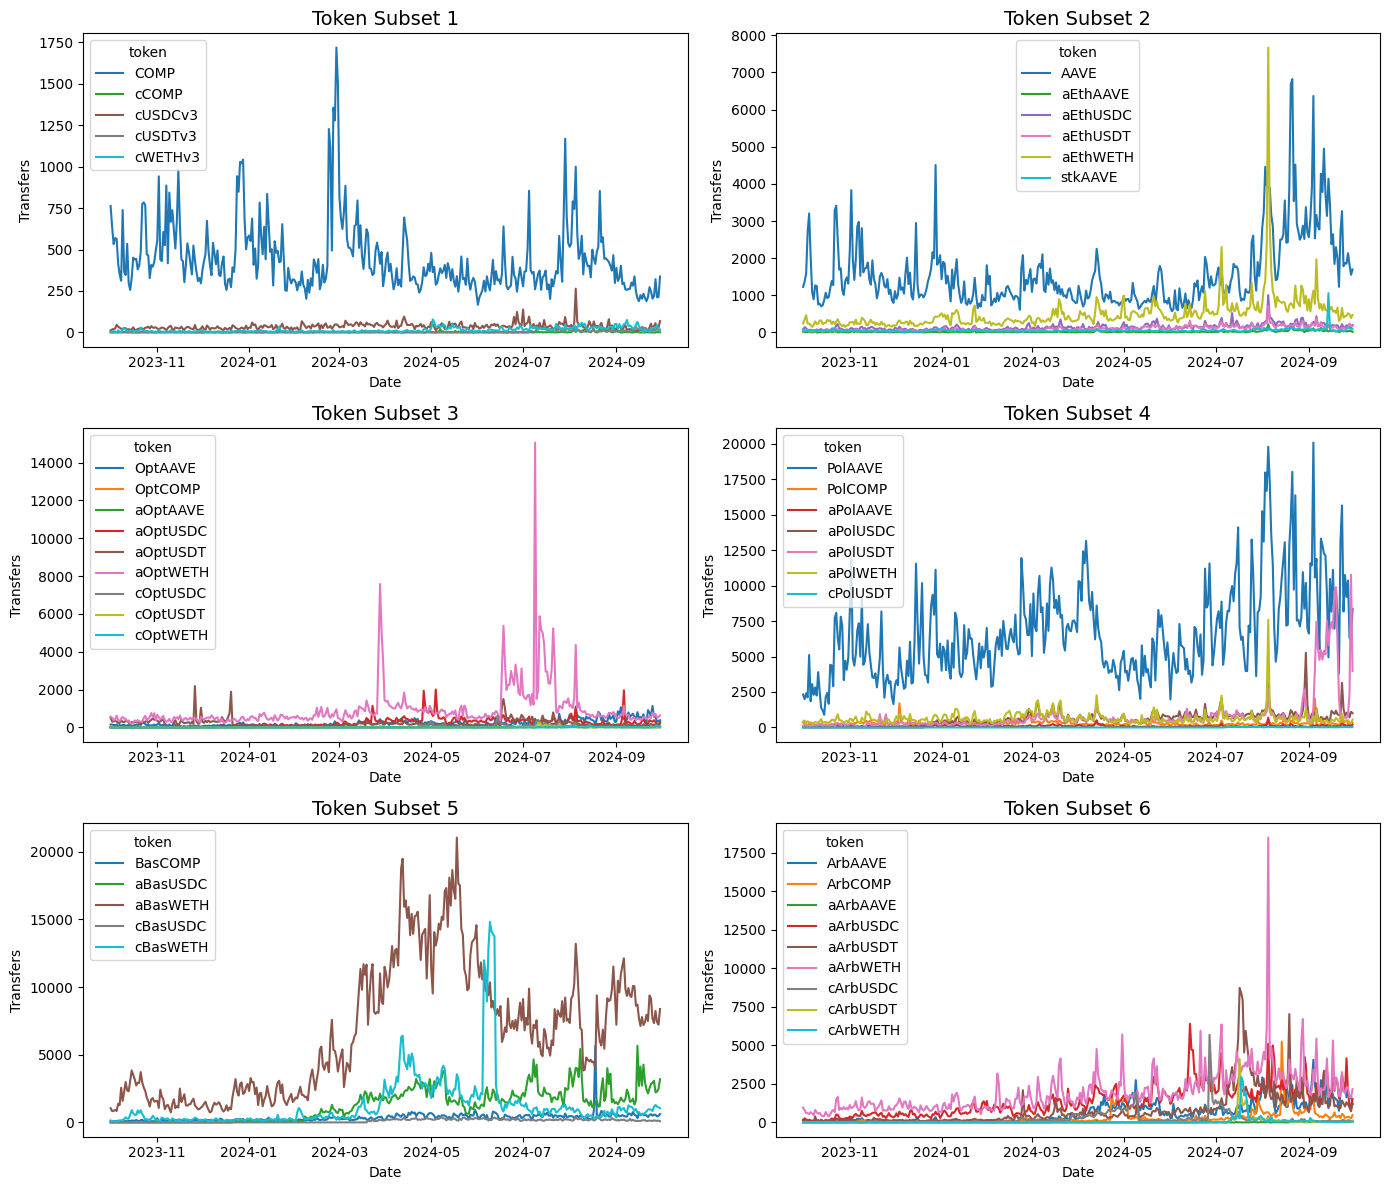 Token Subset 1
1750
1500
1250
1000
750
500
250
0
Transfers
token
COMP
cCOMP
cUSDCv3
cUSDTv3
cWETHv3
2023-11 2024-01 2024-03 2024-05 2024-07 2024-09
Date
Token Subset 2
8000
7000
6000
5000
4000
3000
2000
1000
0
Transfers
token
AAVE
aEthAAVE
aEthUSDC
aEthUSDT
aEthWETH
stkAAVE
2023-11 2024-01 2024-03 2024-05 2024-07 2024-09
Date
Token Subset 3
14000
12000
10000
8000
6000
4000
2000
0
Transfers
token
OptAAVE
OptCOMP
aOptAAVE
aOptUSDC
aOptUSDT
aOptWETH
cOptUSDC
cOptUSDT
cOptWETH
2023-11 2024-01 2024-03 2024-05 2024-07 2024-09
Date
Token Subset 4
20000
17500
15000
12500
10000
7500
5000
2500
0
Transfers
token
PolAAVE
PolCOMP
aPolAAVE
aPolUSDC
aPolUSDT
aPolWETH
cPolUSDT
2023-11 2024-01 2024-03 2024-05 2024-07 2024-09
Date
Token Subset 5
20000
15000
10000
5000
0
Transfers
token
BasCOMP
aBasUSDC
aBasWETH
cBasUSDC
cBasWETH
2023-11 2024-01 2024-03 2024-05 2024-07 2024-09
Date
Token Subset 6
17500
15000
12500
10000
7500
5000
2500
0
Transfers
token
ArbAAVE
ArbCOMP
aArbAAVE
aArbUSDC
aArbUSDT
aArbWETH
cArbUSDC
cArbUSDT
cArbWETH
2023-11 2024-01 2024-03 2024-05 2024-07 2024-09
Date